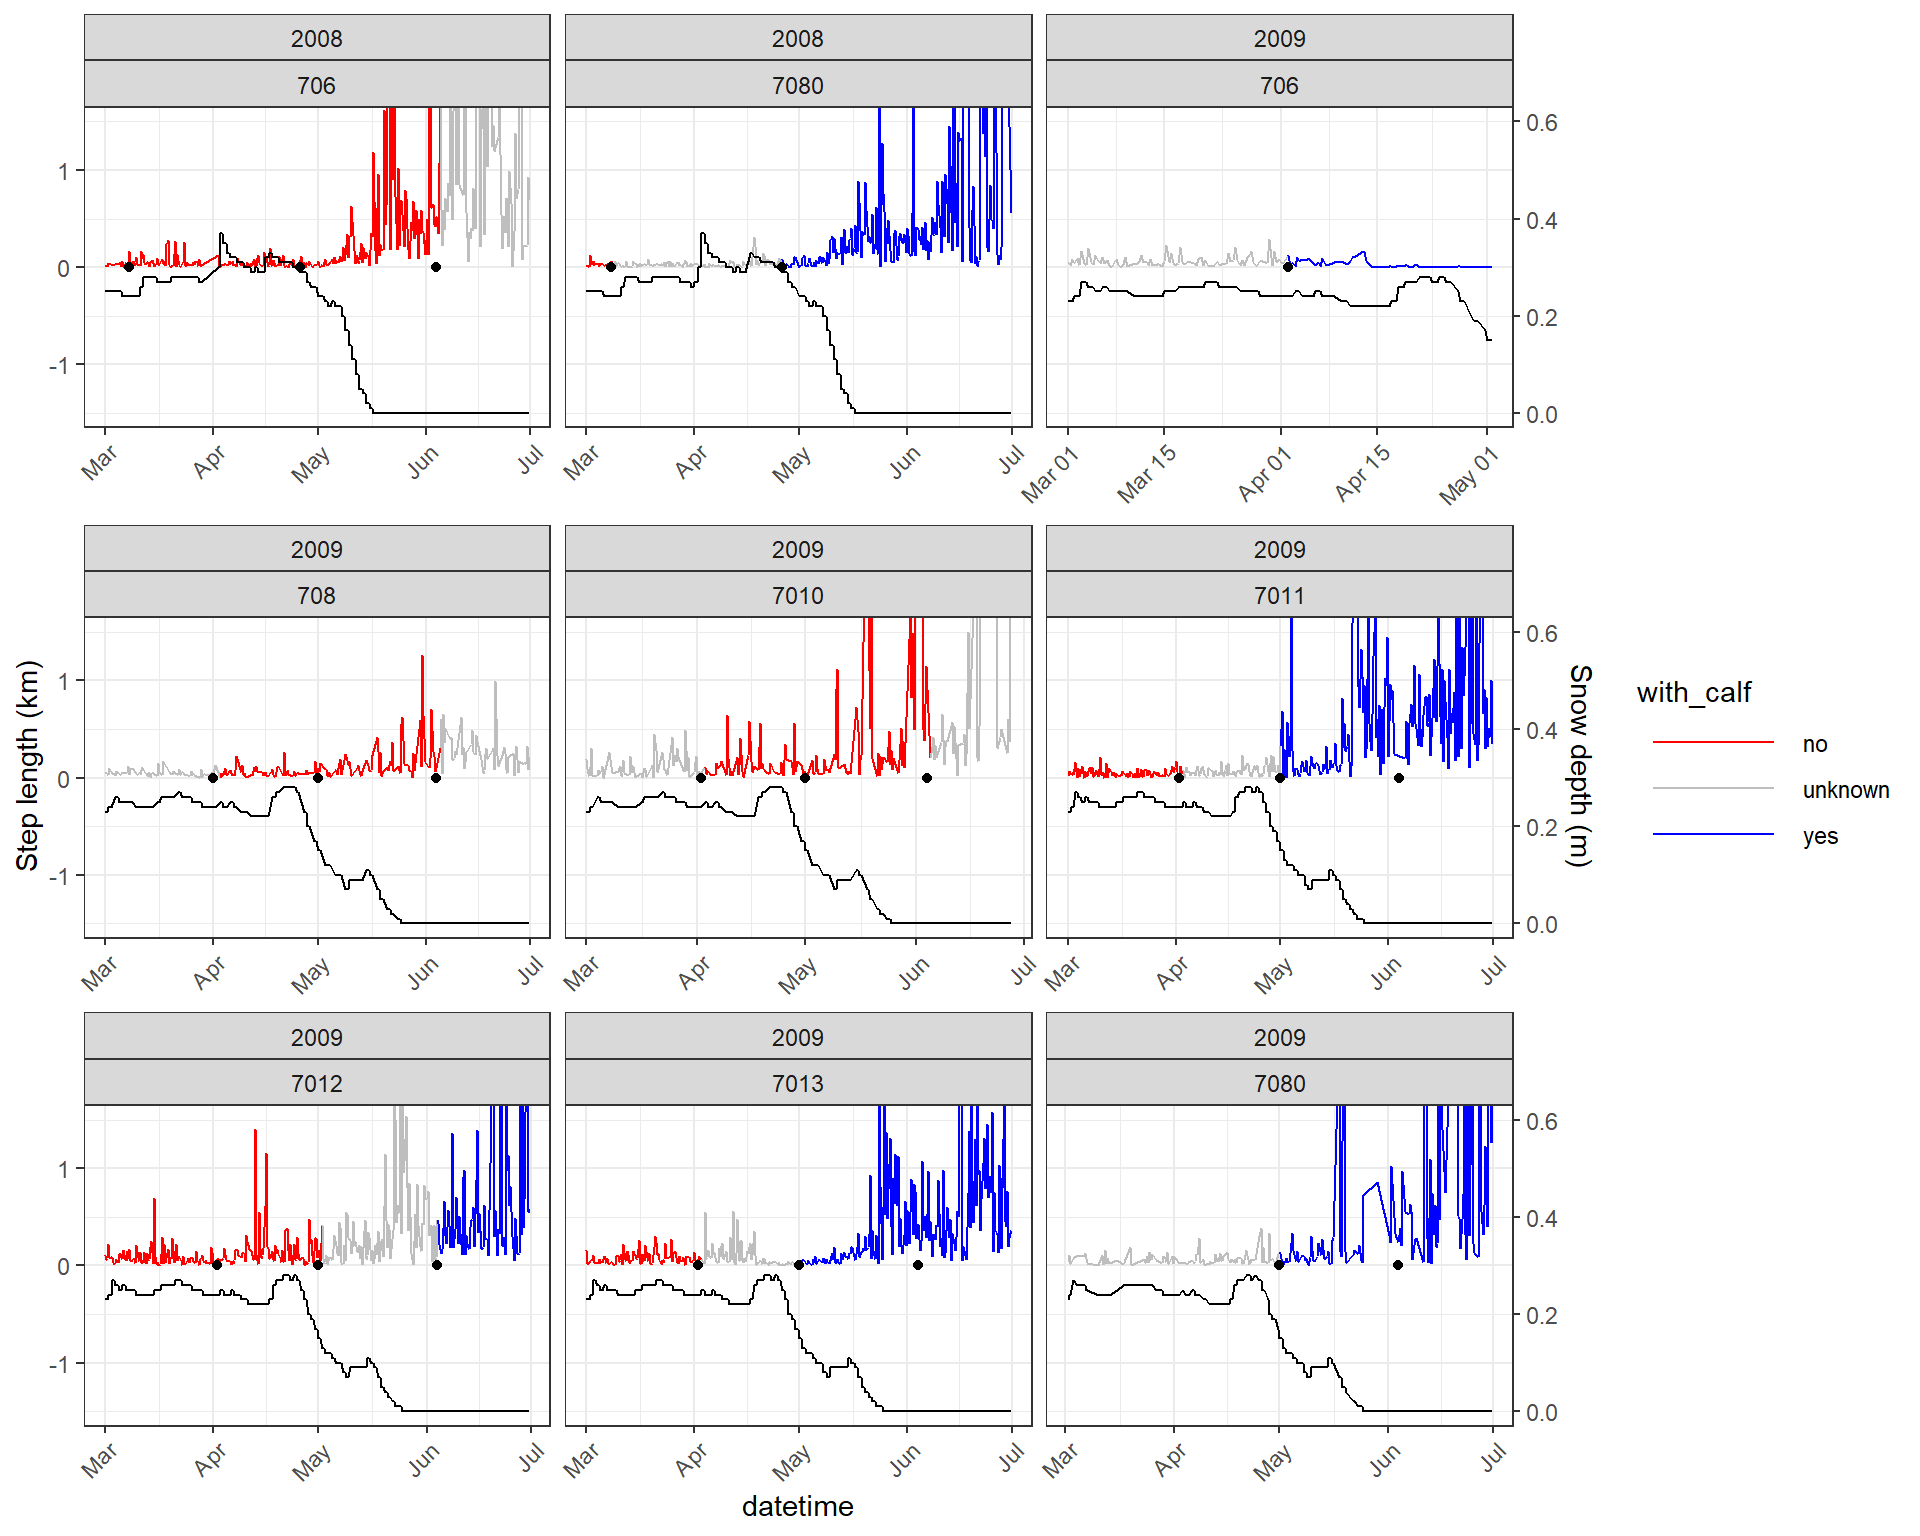 2008
2008
2009
706
7080
706
1
0
-1
0.6
0.4
0.2
0.0
Mar
Apr
May
Jun
Jul
Mar
Apr
May
Jun
Jul
Mar 01
Mar 15
Apr 01
Apr 15
May 01
2009
2009
2009
708
7010
7011
1
0
-1
0.6
0.4
0.2
0.0
Mar
Apr
May
Jun
Jul
Mar
Apr
May
Jun
Jul
Mar
Apr
May
Jun
Jul
Step length (km)
Snow depth (m)
with_calf
no
unknown
yes
2009
2009
2009
7012
7013
7080
1
0
-1
0.6
0.4
0.2
0.0
Mar
Apr
May
Jun
Jul
Mar
Apr
May
Jun
Jul
Mar
Apr
May
Jun
Jul
datetime